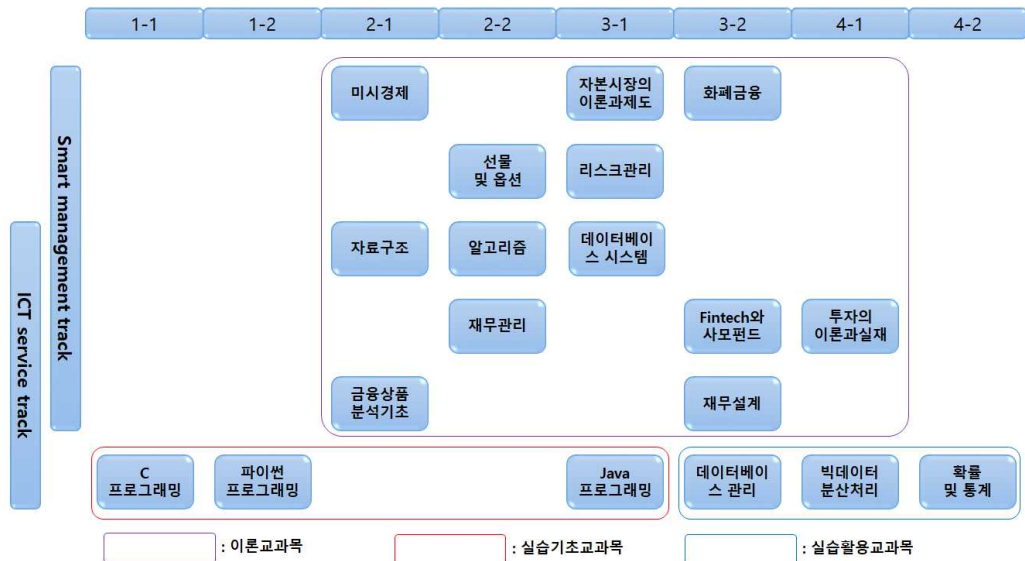 1-1
1-2
2-1
2-2
3-1
3-2
4-1
4-2
Smart management track
ICT service track
미시경제
자본시장의
이론과제도
화폐금융
선물
및 옵션
리스크관리
자료구조
알고리즘
데이터베이
스 시스템
재무관리
Fintech와
사모펀드
투자의
이론과실재
금융상품
분석기초
재무설계
C
프로그래밍
파이썬
프로그래밍
Java
프로그래밍
데이터베이
스 관리
빅데이터
분산처리
확률
및 통계
: 이론교과목
: 실습기초교과목
: 실습활용교과목